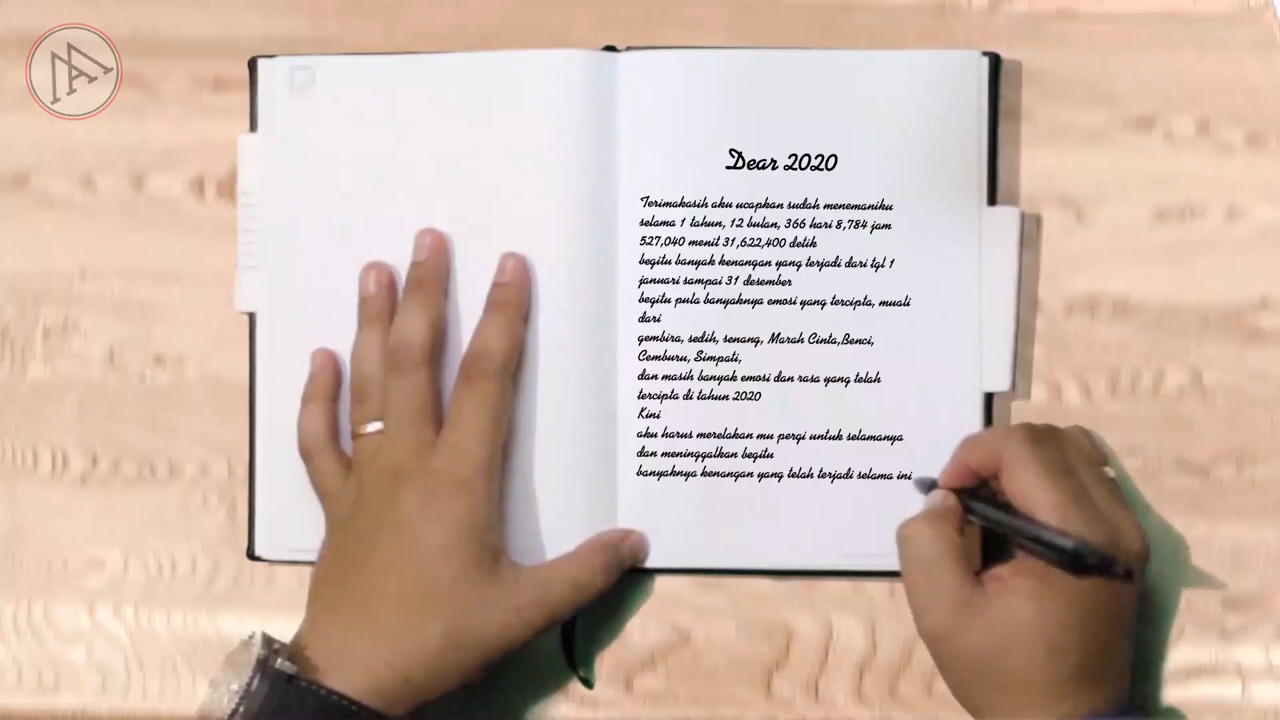 Dear 2020
Terimakasih aku ucapkan sudah menemaniku
selama 1 tahun, 12 bulan, 366 hari 8,784 jam
527,040 menit 31,622,400 detik
begitu banyak kenangan yang terjadi dari tgl 1
januari sampai 31 desember
begitu pula banyaknya emosi yang tercipta, muali
dari
gembira, sedih, senang, Marah Cinta,Benci,
Cemburu, Simpati,
dan masih banyak emosi dan rasa yang telah
tercipta di tahun 2020
Kini
aku harus merelakan mu pergi untuk selamanya
dan meninggalkan begitu
banyaknya kenangan yang telah terjadi selama ini